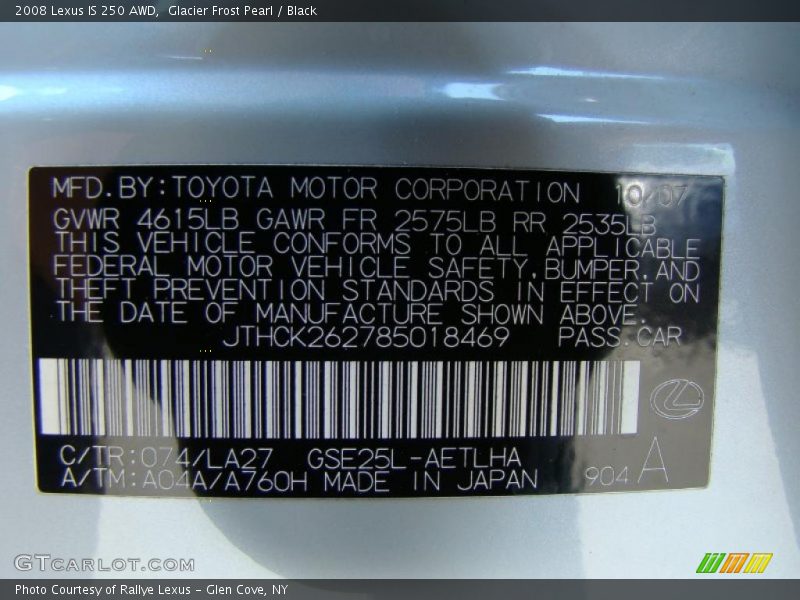 2008 Lexus IS 250 AWD,  Glacier Frost Pearl / Black
MFD.BY:TOYOTA MOTOR CORPORATION 10/07
GVWR 4615LB GAWR FR 2575LB RR 2535LB
THIS VEHICLE CONFORMS TO ALL APPLICABLE
FEDERAL MOTOR VEHICLE SAFETY,BUMPER,AND
THEFT PREVENTION STANDARDS IN EFFECT ON
THE DATE OF MANUFACTURE SHOWN ABOVE.
JTHCK262785018469 PASS.CAR
C/TR:074/LA27 GSE25L-AETLHA
A/TM:A04A/A760H MADE IN JAPAN 904 A
GTCARLOT.COM
Photo Courtesy of Rallye Lexus - Glen Cove, NY